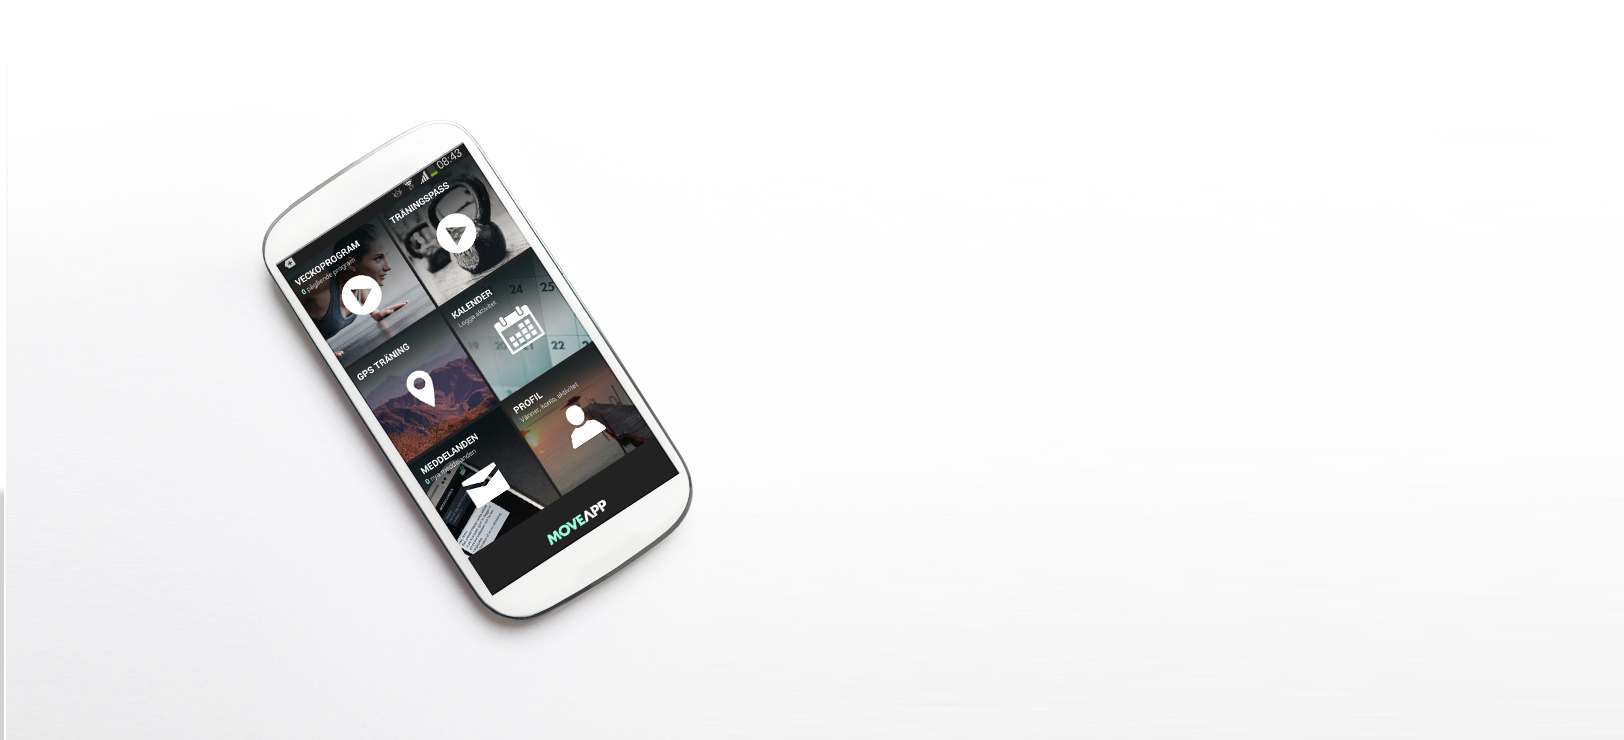 08:43
VECKOPROGRAM
0 pågående program
TRÄNINGSPASS
GPS TRÄNING
KALENDER
Logga aktivitet
24 25
19 20 21 22
MEDDELANDEN
0 nya meddelanden
PROFIL
Vänner, konto, aktivitet
MOVEAPP